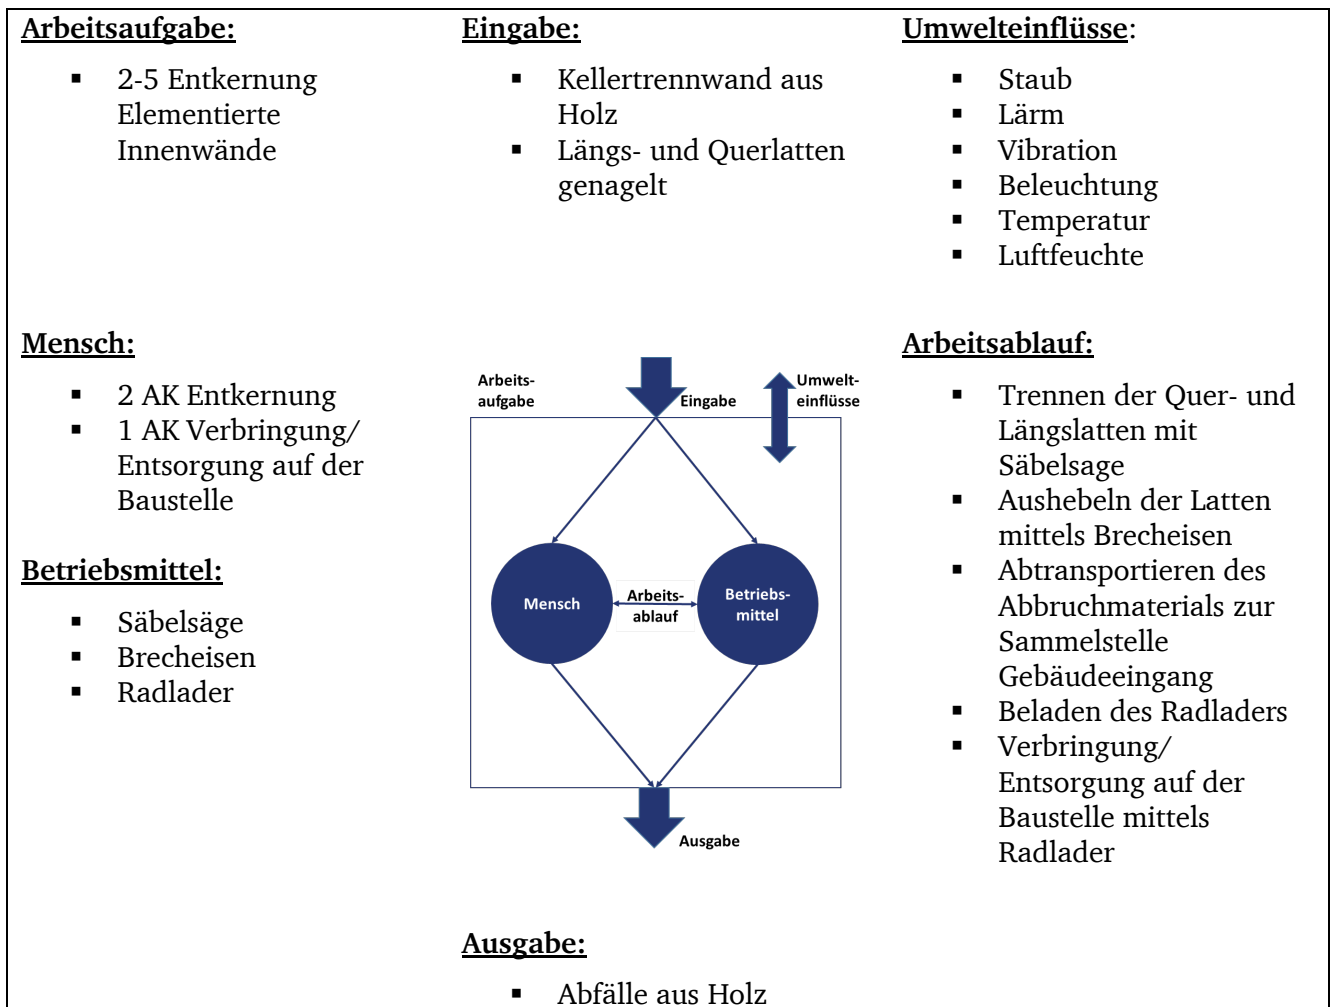 Arbeitsaufgabe:
▪ 2-5 Entkernung
Elementierte
Innenwände
Eingabe:
▪ Kellertrennwand aus
Holz
▪ Längs- und Querlatten
genagelt
Umwelteinflüsse:
▪ Staub
▪ Lärm
▪ Vibration
▪ Beleuchtung
▪ Temperatur
▪ Luftfeuchte
Mensch:
▪ 2 AK Entkernung
▪ 1 AK Verbringung/
Entsorgung auf der
Baustelle
Betriebsmittel:
▪ Säbelsäge
▪ Brecheisen
▪ Radlader
Arbeits-
aufgabe
Eingabe
Umwelt-
einflüsse
Mensch
Arbeits-
ablauf
Betriebs-
mittel
Ausgabe
Arbeitsablauf:
▪ Trennen der Quer- und
Längslatten mit
Säbelsage
▪ Aushebeln der Latten
mittels Brecheisen
▪ Abtransportieren des
Abbruchmaterials zur
Sammelstelle
Gebäudeeingang
▪ Beladen des Radladers
▪ Verbringung/
Entsorgung auf der
Baustelle mittels
Radlader
Ausgabe:
▪ Abfälle aus Holz